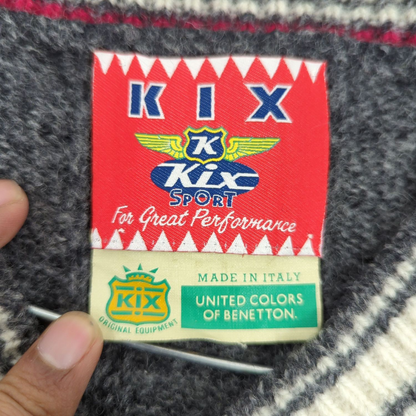 KIX
K
Kix
SPORT
For Great Performance
KIX
ORIGINAL EQUIPMENT
MADE IN ITALY
UNITED COLORS
OF BENETTON.